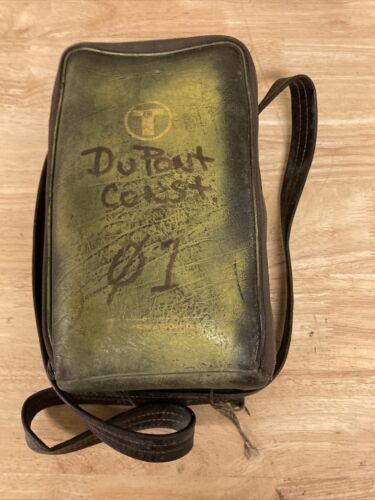 T
DuPont
Const.
Ø1